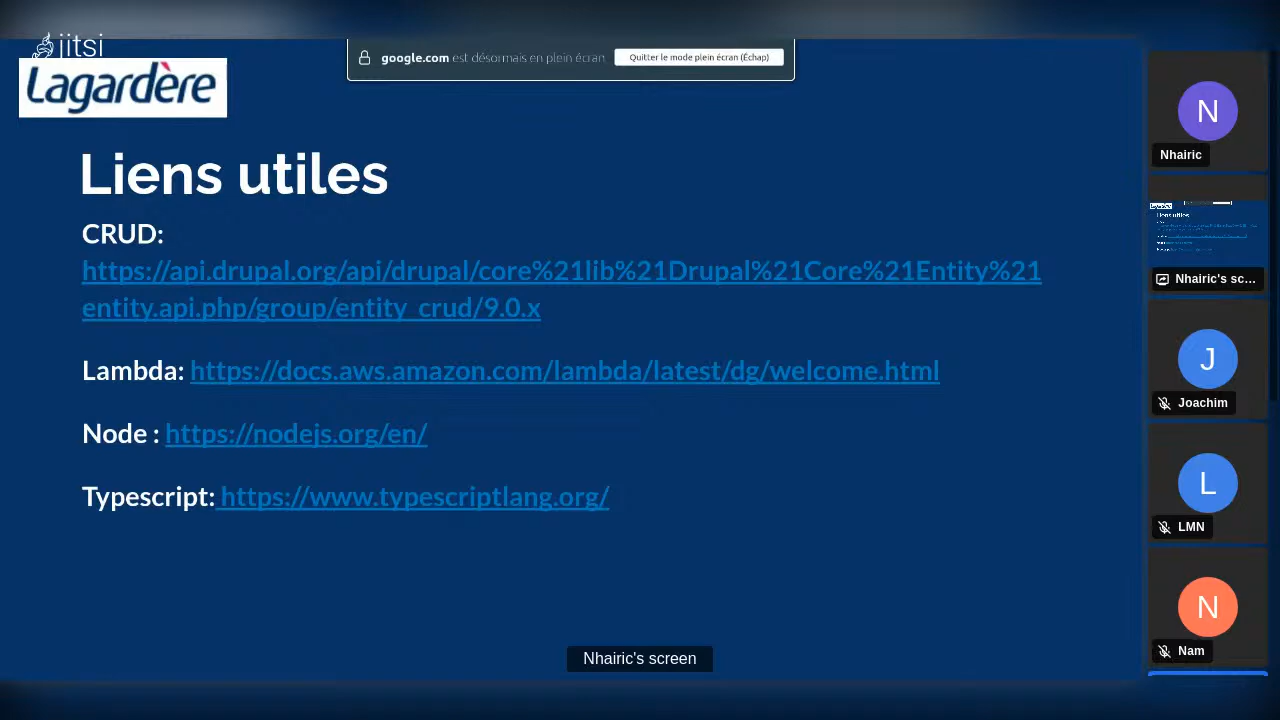 jitsi
Lagardère
google.com est désormais en plein écran
Quitter le mode plein écran (Échap)
Liens utiles
CRUD:
https://api.drupal.org/api/drupal/core%21lib%21Drupal%21Core%21Entity%21
entity.api.php/group/entity_crud/9.0.x
Lambda: https://docs.aws.amazon.com/lambda/latest/dg/welcome.html
Node : https://nodejs.org/en/
Typescript: https://www.typescriptlang.org/
Nhairic's screen
N
Nhairic
Liens utiles
Nhairic's sc...
J
Joachim
L
LMN
N
Nam